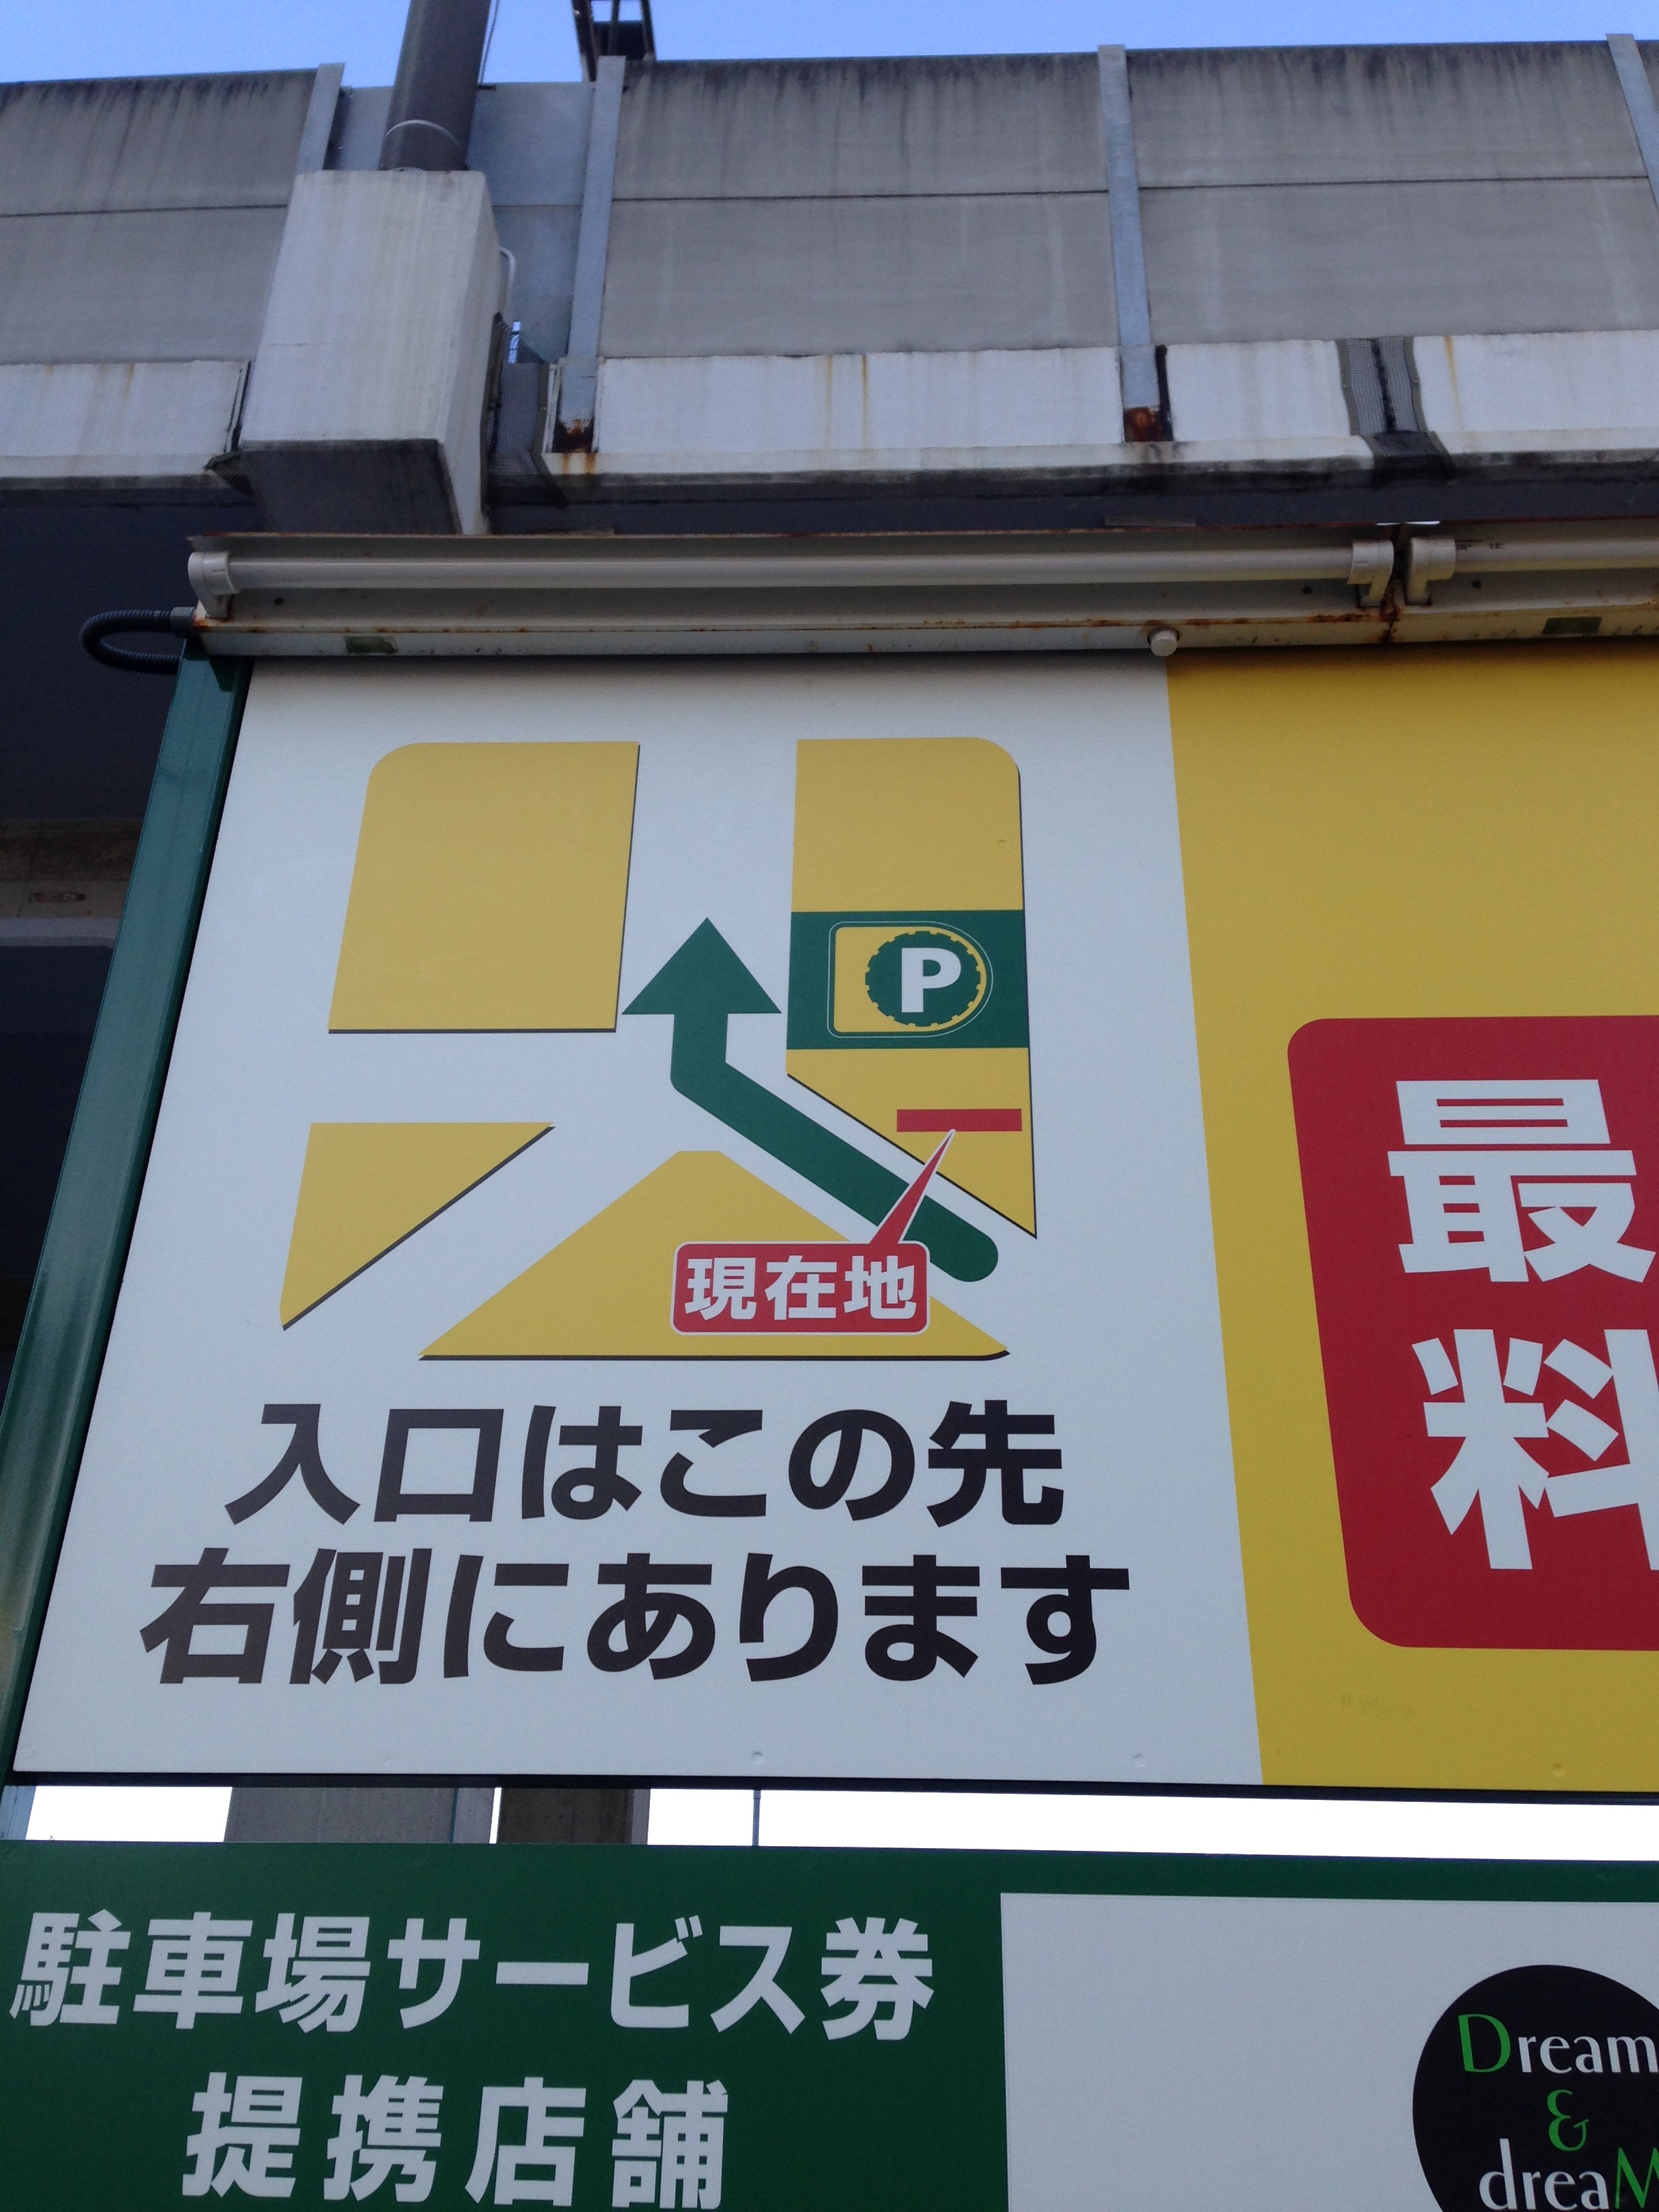 P
現在地
入口はこの先
右側にあります
最
料
駐車場サービス券
提携店舗
Dream
&
dreaM